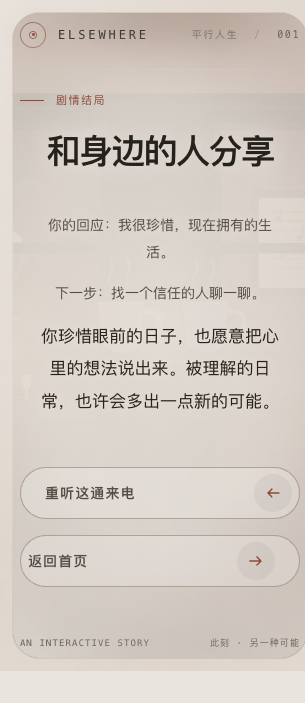 ELSEWHERE 平行人生 / 001
剧情结局
和身边的人分享
你的回应：我很珍惜，现在拥有的生
活。
下一步：找一个信任的人聊一聊。
你珍惜眼前的日子，也愿意把心
里的想法说出来。被理解的日
常，也许会多出一点新的可能。
重听这通来电
返回首页
AN INTERACTIVE STORY 此刻 · 另一种可能